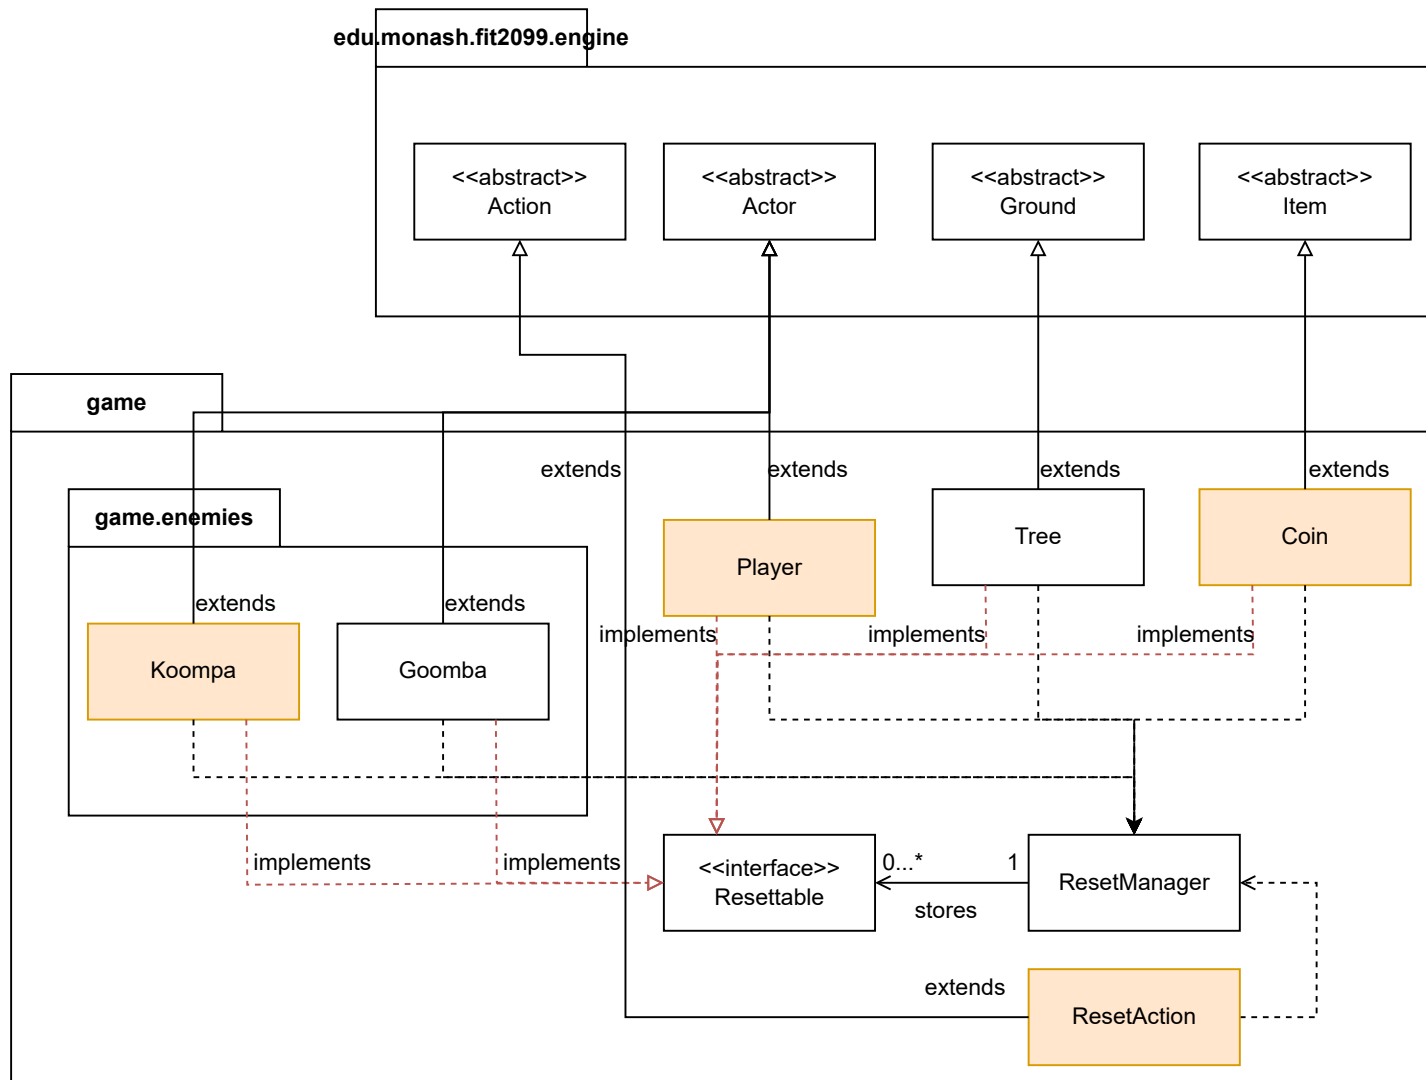 edu.monash.fit2099.engine
<<abstract>>
Action
<<abstract>>
Actor
<<abstract>>
Ground
<<abstract>>
Item
game
extends
extends
extends
extends
game.enemies
Tree
Coin
Player
extends
extends
implements
implements
implements
Koompa
Goomba
implements
implements
<<interface>>
Resettable
0...*
1
stores
ResetManager
extends
ResetAction